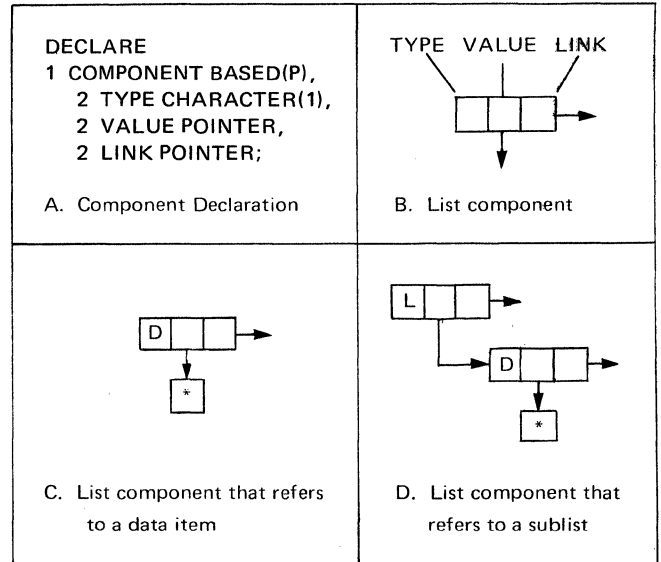 DECLARE
1 COMPONENT BASED(P),
2 TYPE CHARACTER(1),
2 VALUE POINTER,
2 LINK POINTER;
A. Component Declaration
TYPE VALUE LINK
B. List component
D
*
C. List component that refers
to a data item
L
D
*
D. List component that
refers to a sublist